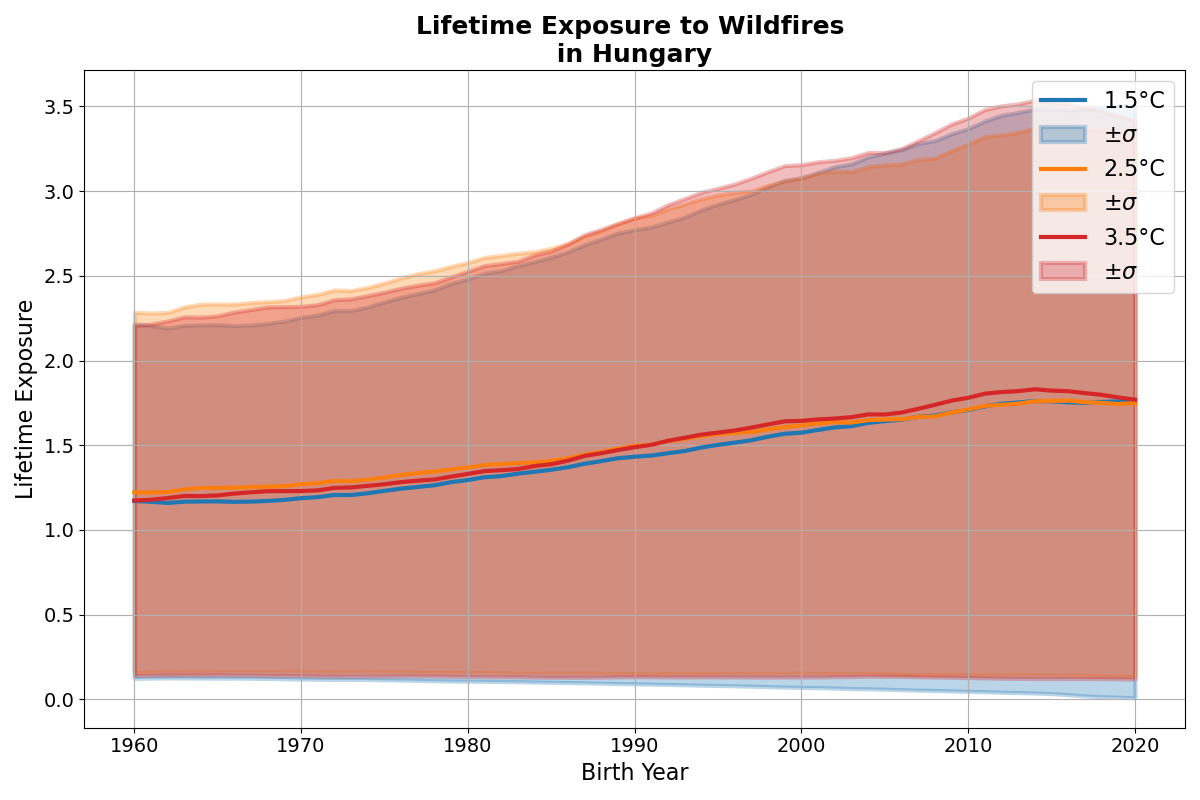 Lifetime Exposure to Wildfires
in Hungary
Lifetime Exposure
3.5
3.0
2.5
2.0
1.5
1.0
0.5
0.0
1960
1970
1980
1990
2000
2010
2020
Birth Year
1.5°C
±σ
2.5°C
±σ
3.5°C
±σ